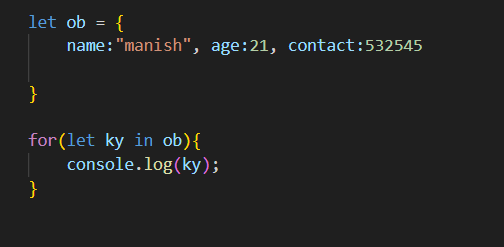 let ob = {
    name:"manish", age:21, contact:532545
}
for(let ky in ob){
    console.log(ky);
}